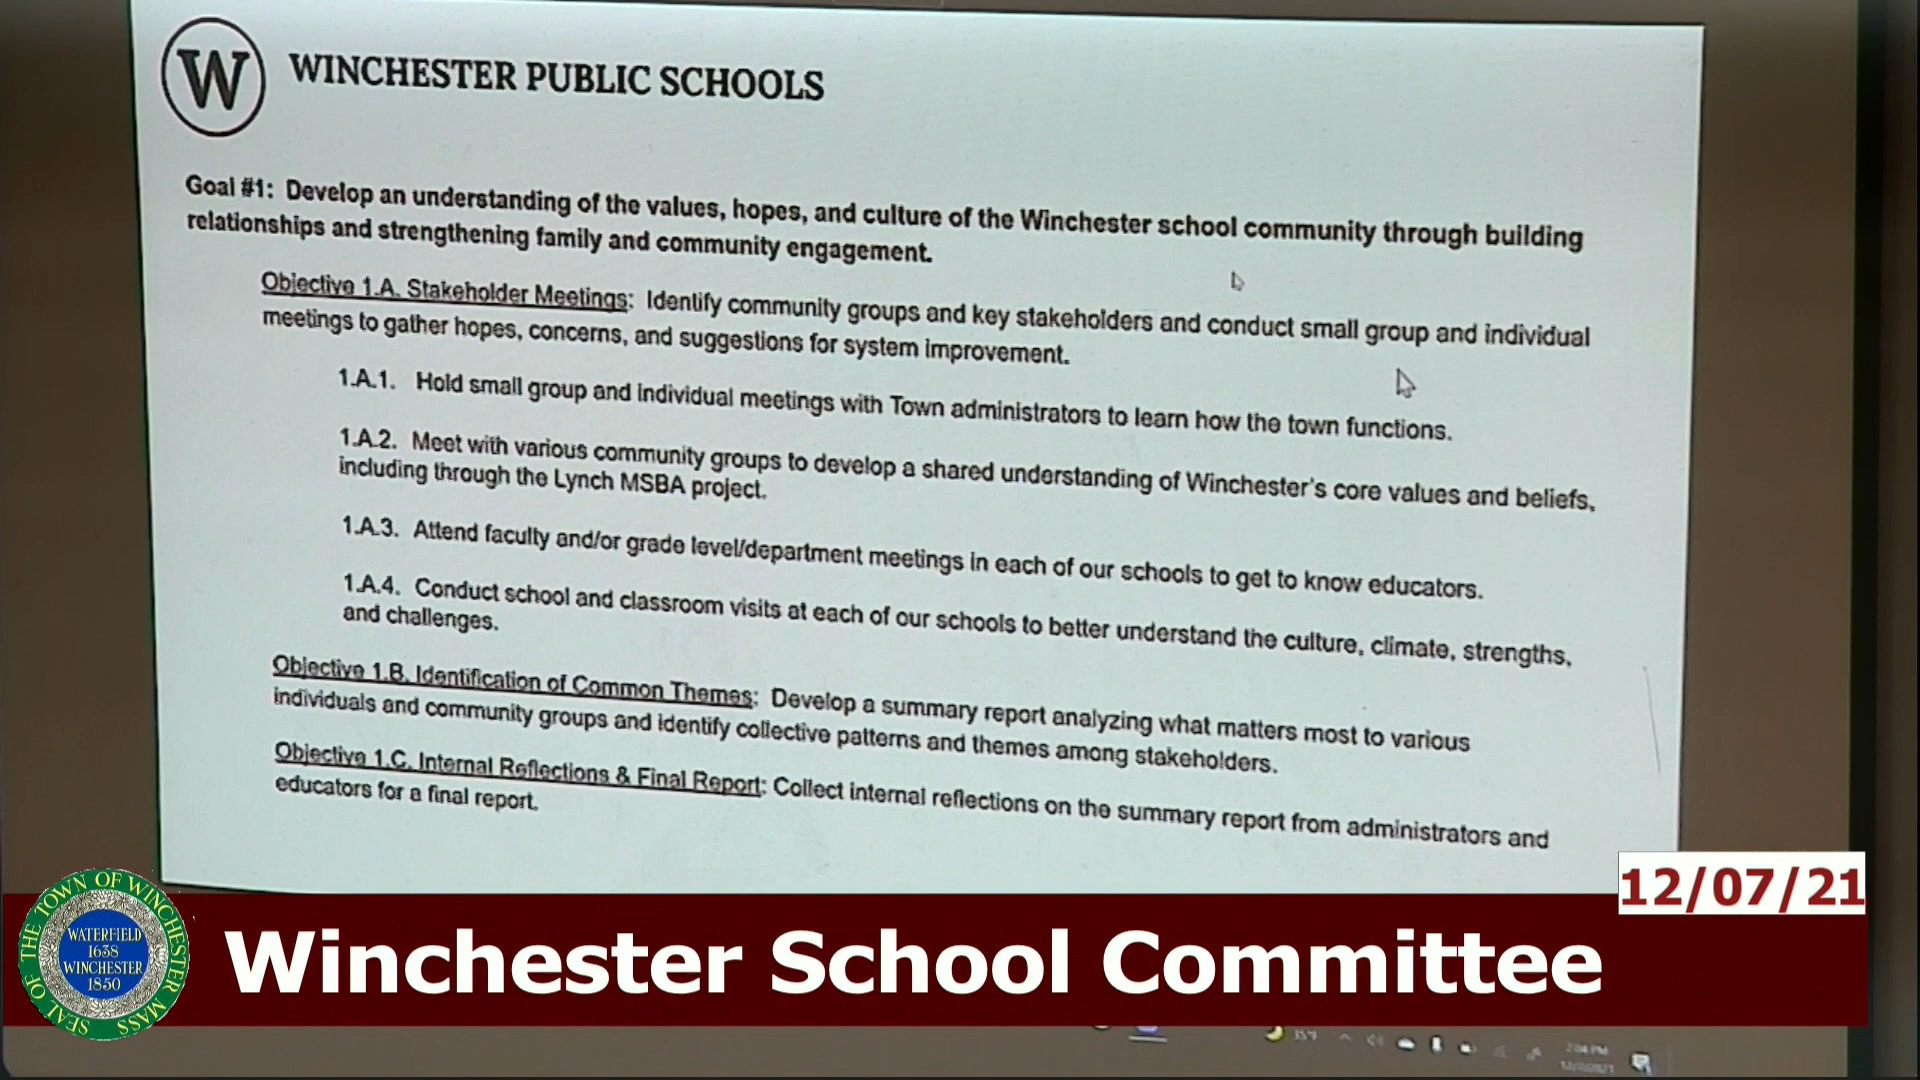 W WINCHESTER PUBLIC SCHOOLS
Goal #1: Develop an understanding of the values, hopes, and culture of the Winchester school community through building
relationships and strengthening family and community engagement.
Objective 1.A. Stakeholder Meetings: Identify community groups and key stakeholders and conduct small group and individual
meetings to gather hopes, concerns, and suggestions for system improvement.
1.A.1. Hold small group and individual meetings with Town administrators to learn how the town functions.
1.A.2. Meet with various community groups to develop a shared understanding of Winchester's core values and beliefs,
including through the Lynch MSBA project.
1.A.3. Attend faculty and/or grade level/department meetings in each of our schools to get to know educators.
1.A.4. Conduct school and classroom visits at each of our schools to better understand the culture, climate, strengths,
and challenges.
Objective 1.B. Identification of Common Themes: Develop a summary report analyzing what matters most to various
individuals and community groups and identify collective patterns and themes among stakeholders.
Objective 1.C. Internal Reflections & Final Report: Collect internal reflections on the summary report from administrators and
educators for a final report.
12/07/21
SEAL OF THE TOWN OF WINCHESTER MASS
WATERFIELD
1638
WINCHESTER
1850
Winchester School Committee